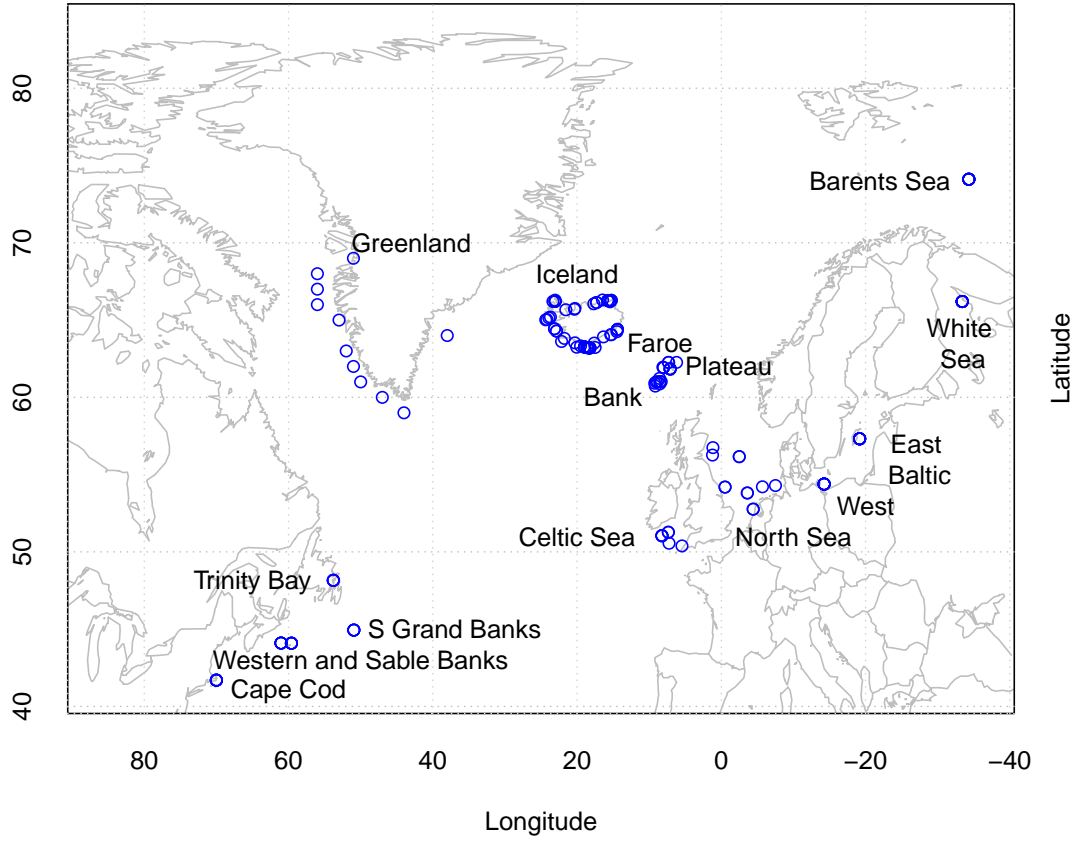 80
70
60
50
40
Barents Sea
Greenland
Iceland
White
Sea
Faroe
Plateau
Bank
East
Baltic
West
Celtic Sea
North Sea
Trinity Bay
S Grand Banks
Western and Sable Banks
Cape Cod
80
60
40
20
0
−20
−40
Longitude
Latitude